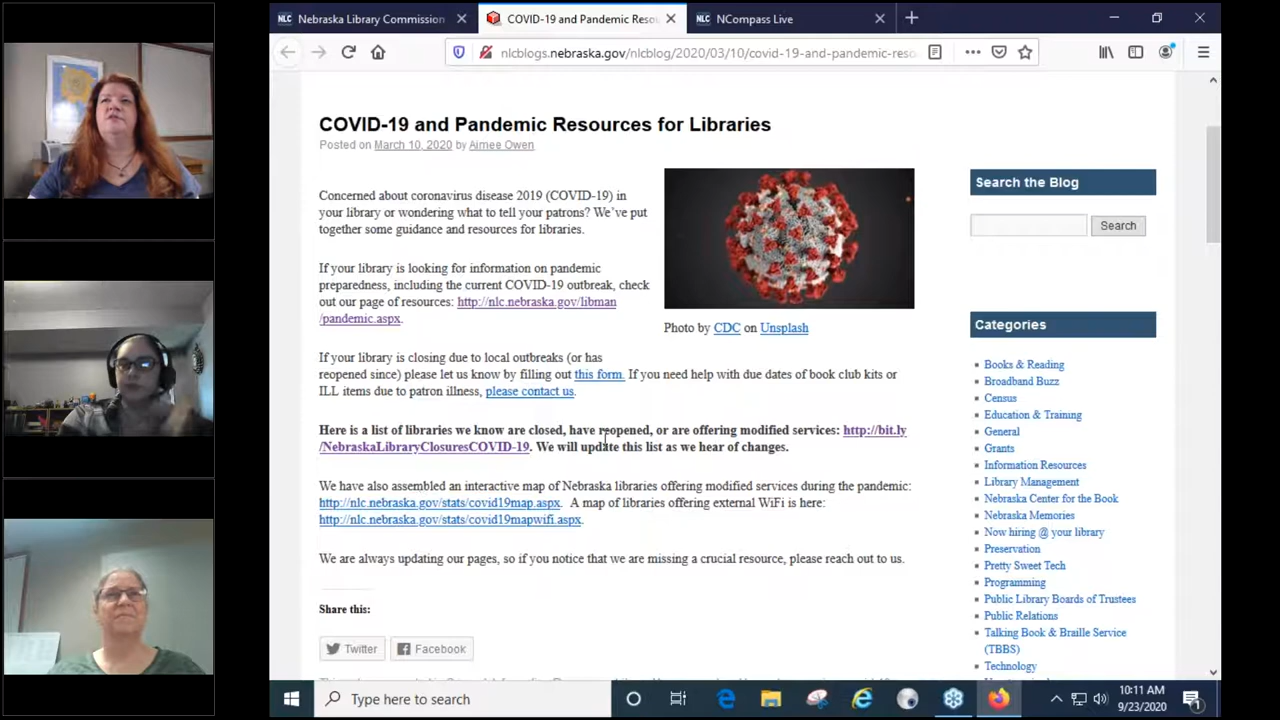 NLC Nebraska Library Commission
COVID-19 and Pandemic Reso
NLC NCompass Live
nlcblogs.nebraska.gov/nlcblog/2020/03/10/covid-19-and-pandemic-reso
COVID-19 and Pandemic Resources for Libraries
Posted on March 10, 2020 by Aimee Owen
Concerned about coronavirus disease 2019 (COVID-19) in
your library or wondering what to tell your patrons? We've put
together some guidance and resources for libraries.
If your library is looking for information on pandemic
preparedness, including the current COVID-19 outbreak, check
out our page of resources: http://nlc.nebraska.gov/libman
/pandemic.aspx.
Photo by CDC on Unsplash
If your library is closing due to local outbreaks (or has
reopened since) please let us know by filling out this form. If you need help with due dates of book club kits or
ILL items due to patron illness, please contact us.
Here is a list of libraries we know are closed, have reopened, or are offering modified services: http://bit.ly
/NebraskaLibraryClosuresCOVID-19. We will update this list as we hear of changes.
We have also assembled an interactive map of Nebraska libraries offering modified services during the pandemic:
http://nlc.nebraska.gov/stats/covid19map.aspx. A map of libraries offering external WiFi is here:
http://nlc.nebraska.gov/stats/covid19mapwifi.aspx.
We are always updating our pages, so if you notice that we are missing a crucial resource, please reach out to us.
Share this:
Twitter
Facebook
Search the Blog
Search
Categories
Books & Reading
Broadband Buzz
Census
Education & Training
General
Grants
Information Resources
Library Management
Nebraska Center for the Book
Nebraska Memories
Now hiring @ your library
Preservation
Pretty Sweet Tech
Programming
Public Library Boards of Trustees
Public Relations
Talking Book & Braille Service
(TBBS)
Technology
Type here to search
10:11 AM
9/23/2020
1